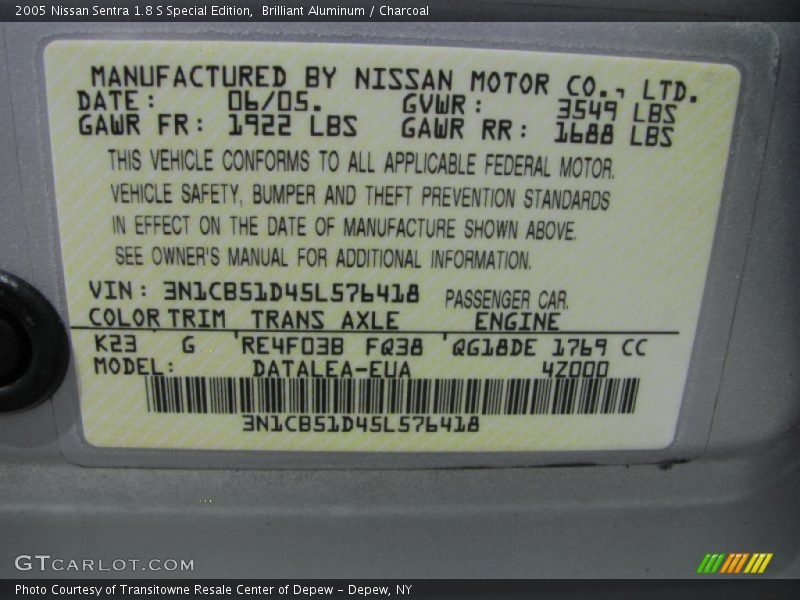 2005 Nissan Sentra 1.8 S Special Edition,  Brilliant Aluminum / Charcoal
MANUFACTURED BY NISSAN MOTOR CO., LTD.
DATE: 06/05. GVWR: 3549 LBS
GAWR FR: 1922 LBS GAWR RR: 1688 LBS
THIS VEHICLE CONFORMS TO ALL APPLICABLE FEDERAL MOTOR.
VEHICLE SAFETY, BUMPER AND THEFT PREVENTION STANDARDS
IN EFFECT ON THE DATE OF MANUFACTURE SHOWN ABOVE.
SEE OWNER'S MANUAL FOR ADDITIONAL INFORMATION.
VIN: 3N1CB51D45L576418 PASSENGER CAR.
COLOR TRIM TRANS AXLE ENGINE
K23 G 'RE4F03B FQ38 'QG18DE 1769 CC
MODEL: DATALEA-EUA 4Z000
3N1CB51D45L576418
GTCARLOT.COM
Photo Courtesy of Transitowne Resale Center of Depew – Depew, NY